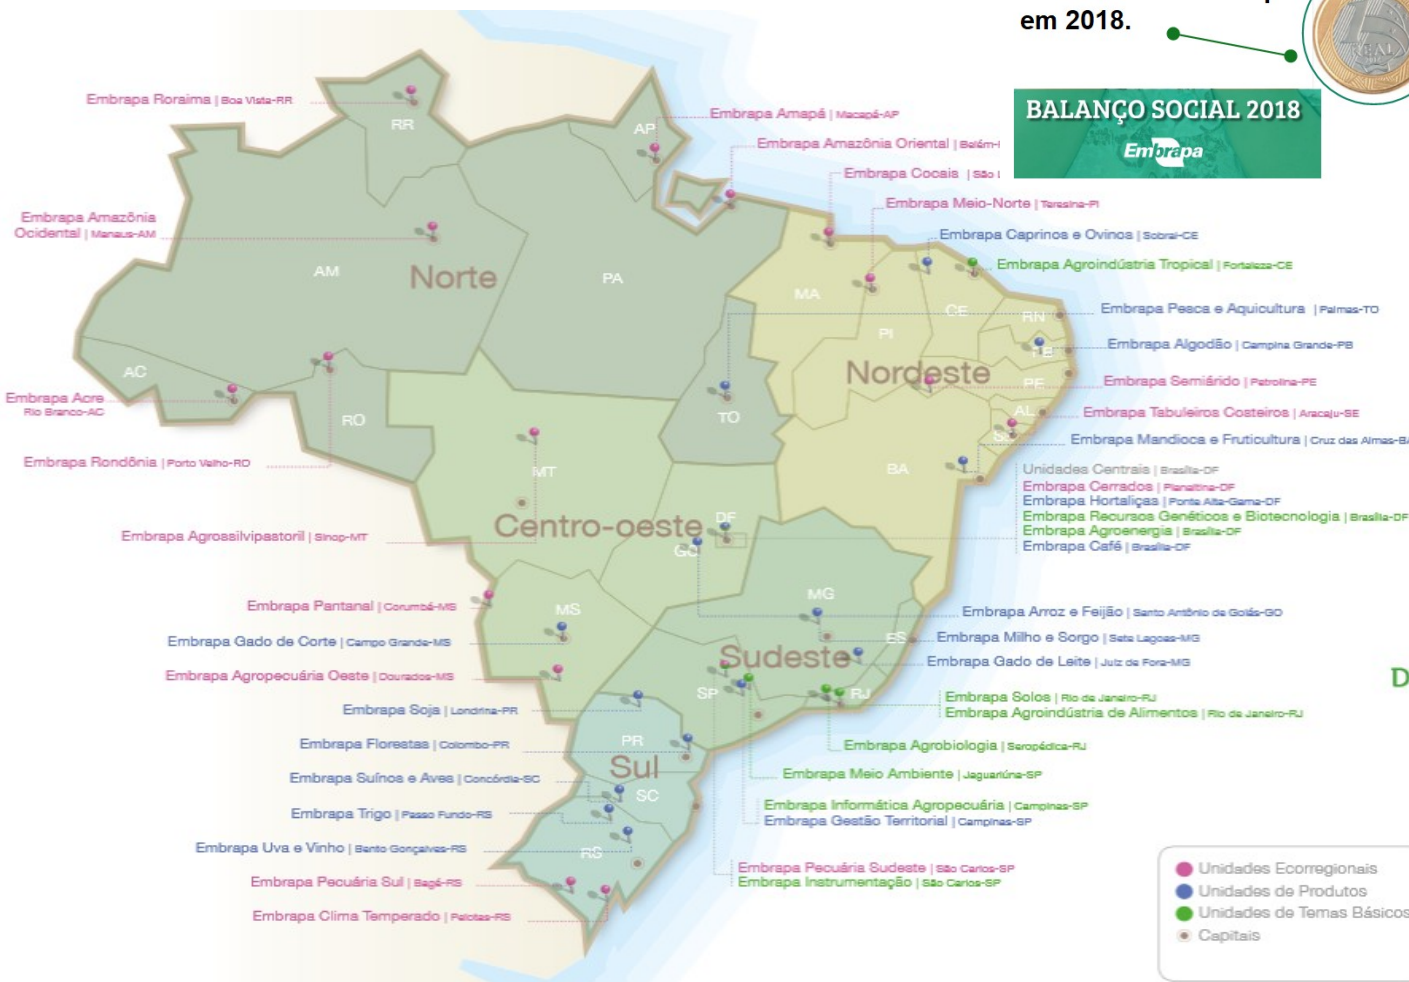 em 2018.
BALANÇO SOCIAL 2018
Embrapa
REAL
Embrapa Roraima | Boa Vista-RR
Embrapa Amazônia
Ocidental | Manaus-AM
Embrapa Acre
Rio Branco-AC
Embrapa Rondônia | Porto Velho-RO
Embrapa Agrossilvipastoril | Sinop-MT
Embrapa Pantanal | Corumbá-MS
Embrapa Gado de Corte | Campo Grande-MS
Embrapa Agropecuária Oeste | Dourados-MS
Embrapa Soja | Londrina-PR
Embrapa Florestas | Colombo-PR
Embrapa Suínos e Aves | Concórdia-SC
Embrapa Trigo | Passo Fundo-RS
Embrapa Uva e Vinho | Bento Gonçalves-RS
Embrapa Pecuária Sul | Bagé-RS
Embrapa Clima Temperado | Pelotas-RS
RR
AP
AM
Norte
PA
AC
RO
TO
MA
PI
CE
RN
Nordeste
PE
AL
BA
MT
Centro-oeste
DF
GO
MS
MG
ES
Sudeste
SP
RJ
PR
Sul
SC
RS
Embrapa Amapá | Macapá-AP
Embrapa Amazônia Oriental | Belém-
Embrapa Cocais | São
Embrapa Meio-Norte | Teresina-PI
Embrapa Caprinos e Ovinos | Sobral-CE
Embrapa Agroindústria Tropical | Fortaleza-CE
Embrapa Pesca e Aquicultura | Palmas-TO
Embrapa Algodão | Campina Grande-PB
Embrapa Semiárido | Petrolina-PE
Embrapa Tabuleiros Costeiros | Aracaju-SE
Embrapa Mandioca e Fruticultura | Cruz das Almas-BA
Unidades Centrais | Brasília-DF
Embrapa Cerrados | Planaltina-DF
Embrapa Hortaliças | Ponte Alta-Gama-DF
Embrapa Recursos Genéticos e Biotecnologia | Brasília-DF
Embrapa Agroenergia | Brasília-DF
Embrapa Café | Brasília-DF
Embrapa Arroz e Feijão | Santo Antônio de Goiás-GO
Embrapa Milho e Sorgo | Sete Lagoas-MG
Embrapa Gado de Leite | Juiz de Fora-MG
Embrapa Solos | Rio de Janeiro-RJ
Embrapa Agroindústria de Alimentos | Rio de Janeiro-RJ
Embrapa Agrobiologia | Seropédica-RJ
Embrapa Meio Ambiente | Jaguariúna-SP
Embrapa Informática Agropecuária | Campinas-SP
Embrapa Gestão Territorial | Campinas-SP
Embrapa Pecuária Sudeste | São Carlos-SP
Embrapa Instrumentação | São Carlos-SP
D
Unidades Ecorregionais
Unidades de Produtos
Unidades de Temas Básicos
Capitais